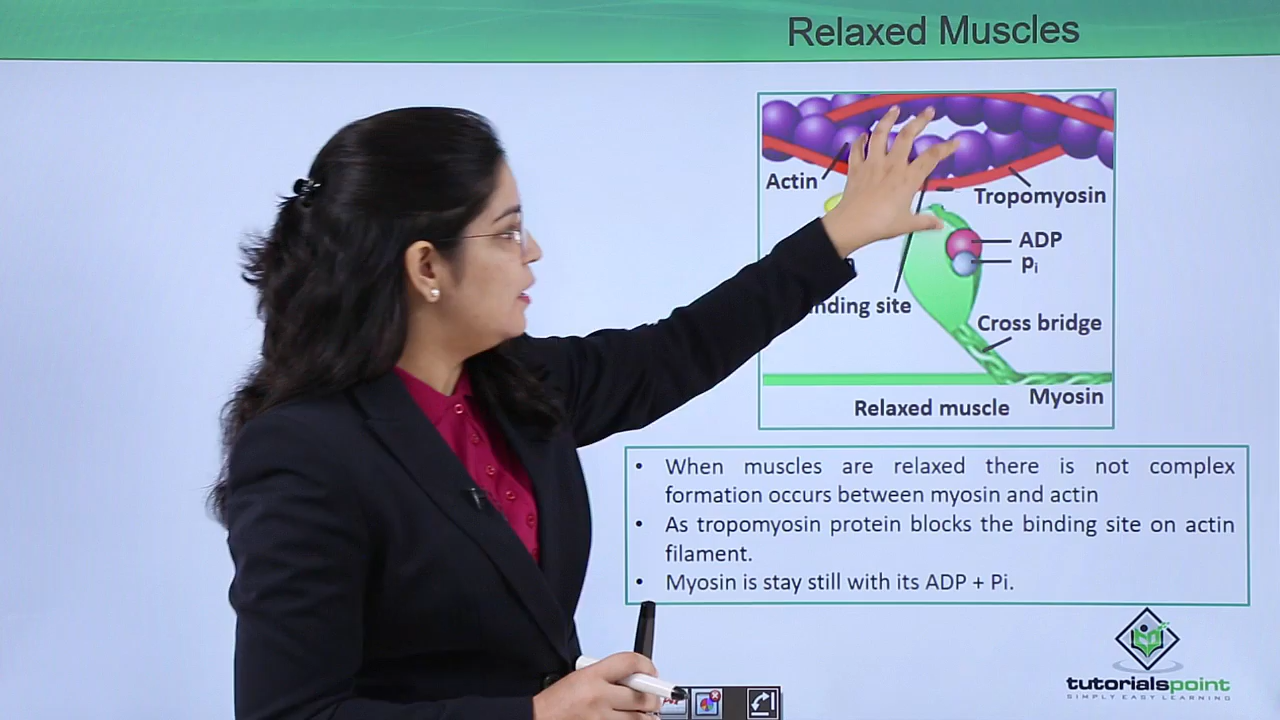 Relaxed Muscles
Actin
Tropomyosin
ADP
Pi
site
Cross bridge
Myosin
Relaxed muscle
• When muscles are relaxed there is not complex
formation occurs between myosin and actin
• As tropomyosin protein blocks the binding site on actin
filament.
• Myosin is stay still with its ADP + Pi.
tutorialspoint
SIMPLY EASY LEARNING